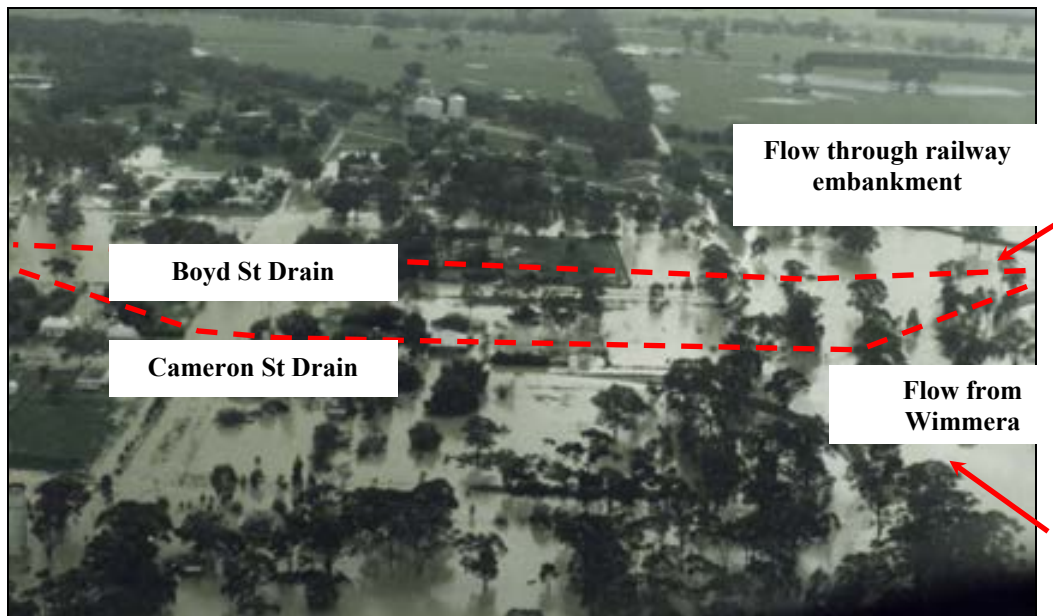 Flow through railway
embankment
Boyd St Drain
Cameron St Drain
Flow from
Wimmera